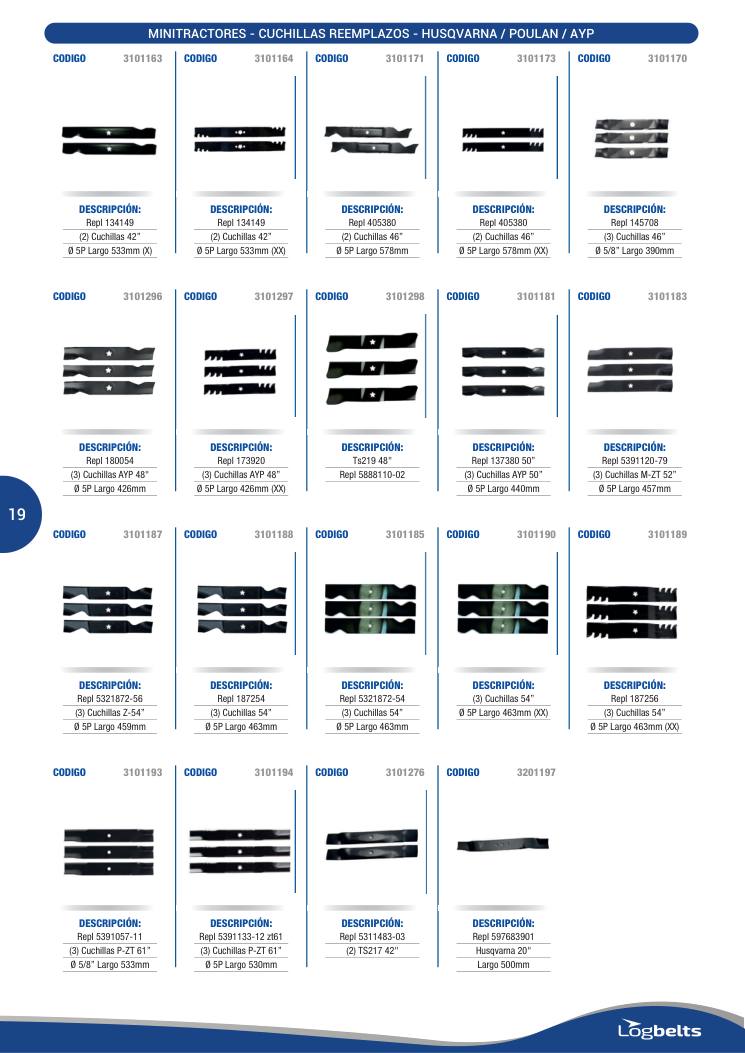 MINITRACTORES - CUCHILLAS REEMPLAZOS - HUSQVARNA / POULAN / AYP
CODIGO 3101163
DESCRIPCIÓN:
Repl 134149
(2) Cuchillas 42”
Ø 5P Largo 533mm (X)
CODIGO 3101164
DESCRIPCIÓN:
Repl 134149
(2) Cuchillas 42”
Ø 5P Largo 533mm (XX)
CODIGO 3101171
DESCRIPCIÓN:
Repl 405380
(2) Cuchillas 46”
Ø 5P Largo 578mm
CODIGO 3101173
DESCRIPCIÓN:
Repl 405380
(2) Cuchillas 46”
Ø 5P Largo 578mm (XX)
CODIGO 3101170
DESCRIPCIÓN:
Repl 145708
(3) Cuchillas 46”
Ø 5/8” Largo 390mm
CODIGO 3101296
DESCRIPCIÓN:
Repl 180054
(3) Cuchillas AYP 48"
Ø 5P Largo 426mm
CODIGO 3101297
DESCRIPCIÓN:
Repl 173920
(3) Cuchillas AYP 48”
Ø 5P Largo 426mm (XX)
CODIGO 3101298
DESCRIPCIÓN:
Ts219 48"
Repl 5888110-02
CODIGO 3101181
DESCRIPCIÓN:
Repl 137380 50”
(3) Cuchillas AYP 50”
Ø 5P Largo 440mm
CODIGO 3101183
DESCRIPCIÓN:
Repl 5391120-79
(3) Cuchillas M-ZT 52”
Ø 5P Largo 457mm
19
CODIGO 3101187
DESCRIPCIÓN:
Repl 5321872-56
(3) Cuchillas Z-54”
Ø 5P Largo 459mm
CODIGO 3101188
DESCRIPCIÓN:
Repl 187254
(3) Cuchillas 54”
Ø 5P Largo 463mm
CODIGO 3101185
DESCRIPCIÓN:
Repl 5321872-54
(3) Cuchillas 54”
Ø 5P Largo 463mm
CODIGO 3101190
DESCRIPCIÓN:
(3) Cuchillas 54”
Ø 5P Largo 463mm (XX)
CODIGO 3101189
DESCRIPCIÓN:
Repl 187256
(3) Cuchillas 54”
Ø 5P Largo 463mm (XX)
CODIGO 3101193
DESCRIPCIÓN:
Repl 5391057-11
(3) Cuchillas P-ZT 61”
Ø 5/8” Largo 533mm
CODIGO 3101194
DESCRIPCIÓN:
Repl 5391133-12 zt61
(3) Cuchillas P-ZT 61”
Ø 5P Largo 530mm
CODIGO 3101276
DESCRIPCIÓN:
Repl 5311483-03
(2) TS217 42"
CODIGO 3201197
DESCRIPCIÓN:
Repl 597683901
Husqvarna 20"
Largo 500mm
Logbelts